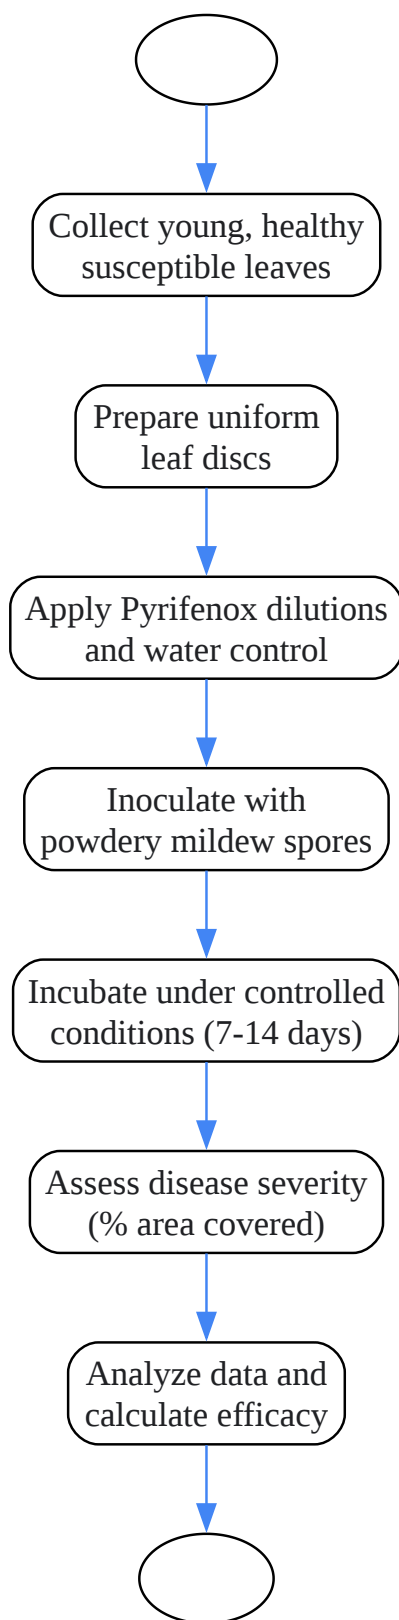 Collect young, healthy
susceptible leaves
Prepare uniform
leaf discs
Apply Pyrifenox dilutions
and water control
Inoculate with
powdery mildew spores
Incubate under controlled
conditions (7-14 days)
Assess disease severity
(% area covered)
Analyze data and
calculate efficacy